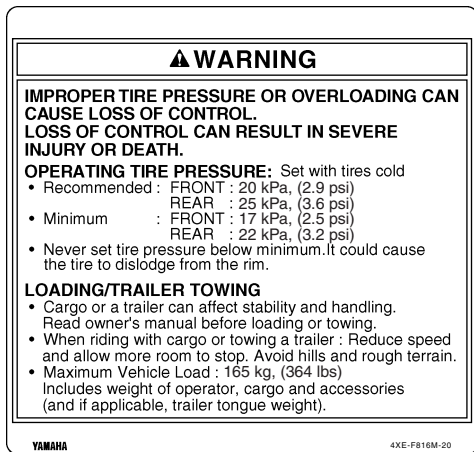 WARNING
IMPROPER TIRE PRESSURE OR OVERLOADING CAN
CAUSE LOSS OF CONTROL.
LOSS OF CONTROL CAN RESULT IN SEVERE
INJURY OR DEATH.
OPERATING TIRE PRESSURE: Set with tires cold
• Recommended : FRONT : 20 kPa, (2.9 psi)
REAR : 25 kPa, (3.6 psi)
• Minimum : FRONT : 17 kPa, (2.5 psi)
REAR : 22 kPa, (3.2 psi)
• Never set tire pressure below minimum.It could cause
the tire to dislodge from the rim.
LOADING/TRAILER TOWING
• Cargo or a trailer can affect stability and handling.
Read owner's manual before loading or towing.
• When riding with cargo or towing a trailer : Reduce speed
and allow more room to stop. Avoid hills and rough terrain.
• Maximum Vehicle Load : 165 kg, (364 lbs)
Includes weight of operator, cargo and accessories
(and if applicable, trailer tongue weight).
YAMAHA 4XE-F816M-20